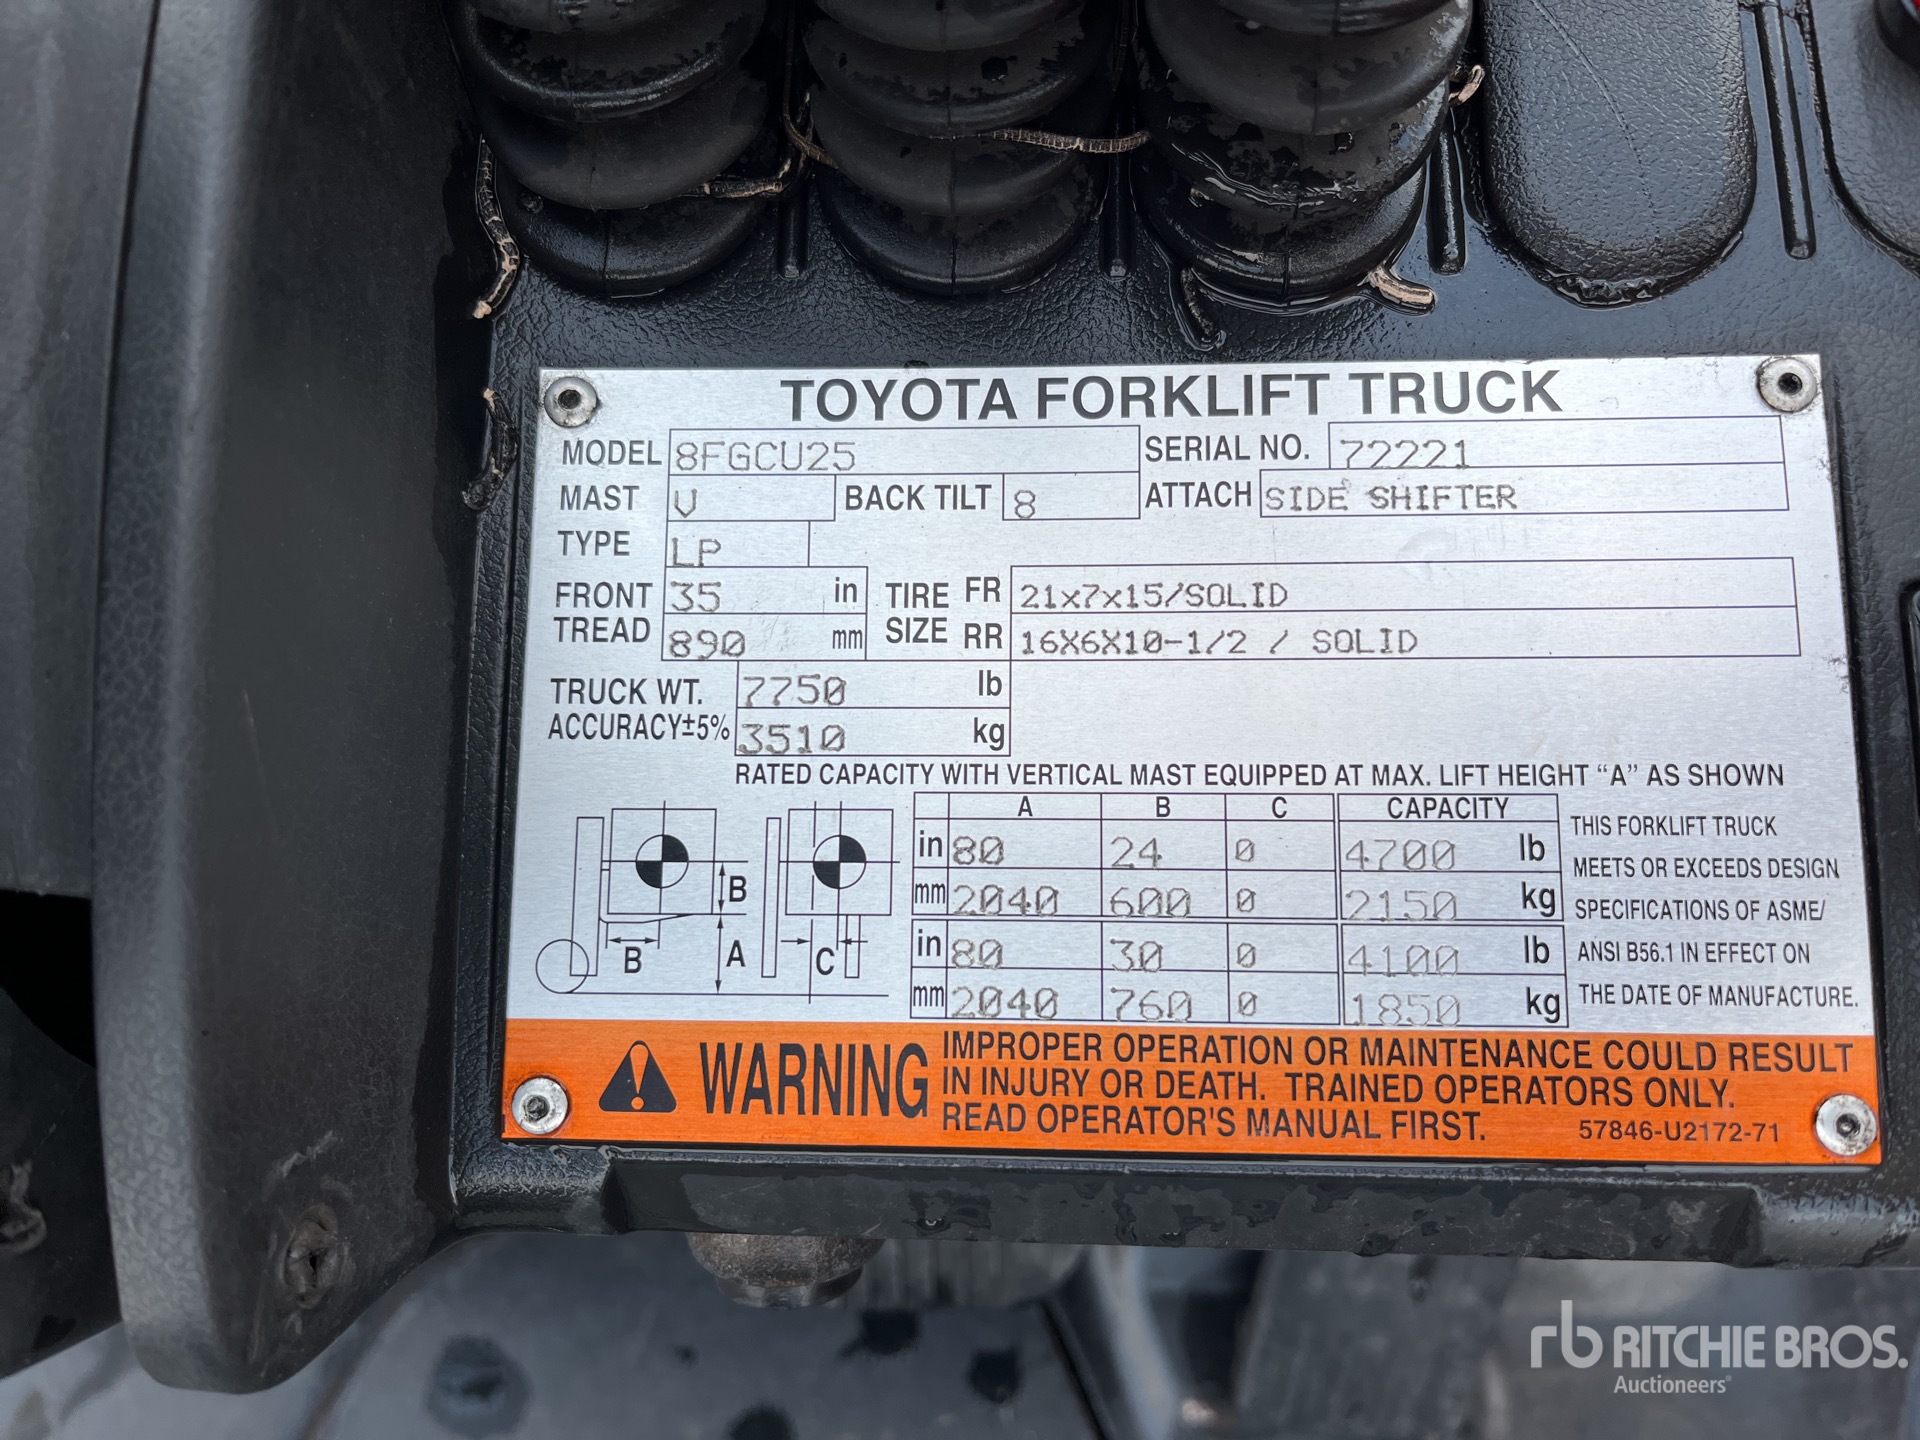 TOYOTA FORKLIFT TRUCK
MODEL 8FGCU25 SERIAL NO. 72221
MAST V BACK TILT 8 ATTACH SIDE SHIFTER
TYPE LP
FRONT TREAD 35 in TIRE SIZE FR 21x7x15/SOLID
890 mm RR 16X6X10-1/2 / SOLID
TRUCK WT. 7750 lb
ACCURACY±5% 3510 kg
RATED CAPACITY WITH VERTICAL MAST EQUIPPED AT MAX. LIFT HEIGHT “A” AS SHOWN
A B C CAPACITY
in 80 24 0 4700 lb
mm 2040 600 0 2150 kg
in 80 30 0 4100 lb
mm 2040 760 0 1850 kg
B
B
A
C
THIS FORKLIFT TRUCK
MEETS OR EXCEEDS DESIGN
SPECIFICATIONS OF ASME/
ANSI B56.1 IN EFFECT ON
THE DATE OF MANUFACTURE.
WARNING
IMPROPER OPERATION OR MAINTENANCE COULD RESULT
IN INJURY OR DEATH. TRAINED OPERATORS ONLY.
READ OPERATOR'S MANUAL FIRST. 57846-U2172-71
rb RITCHIE BROS.
Auctioneers